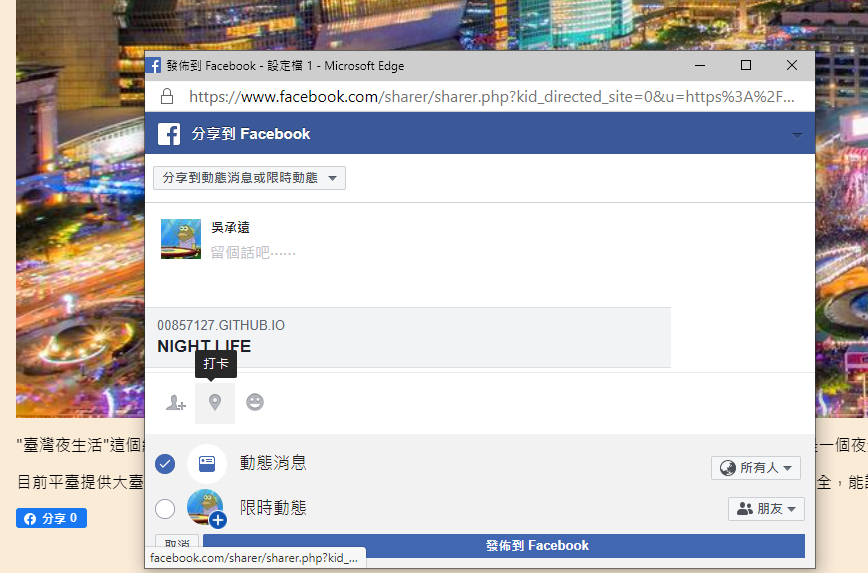 發佈到 Facebook - 設定檔 1 - Microsoft Edge
https://www.facebook.com/sharer/sharer.php?kid_directed_site=0&u=https%3A%2F...
分享到 Facebook
分享到動態消息或限時動態
吳承遠
留個話吧⋯⋯
00857127.GITHUB.IO
NIGHT LIFE
打卡
"臺灣夜生活"這個
一個夜
動態消息
所有人
目前平臺提供大臺
全，能
限時動態
朋友
分享 0
取消
發佈到 Facebook
facebook.com/sharer/sharer.php?kid_...